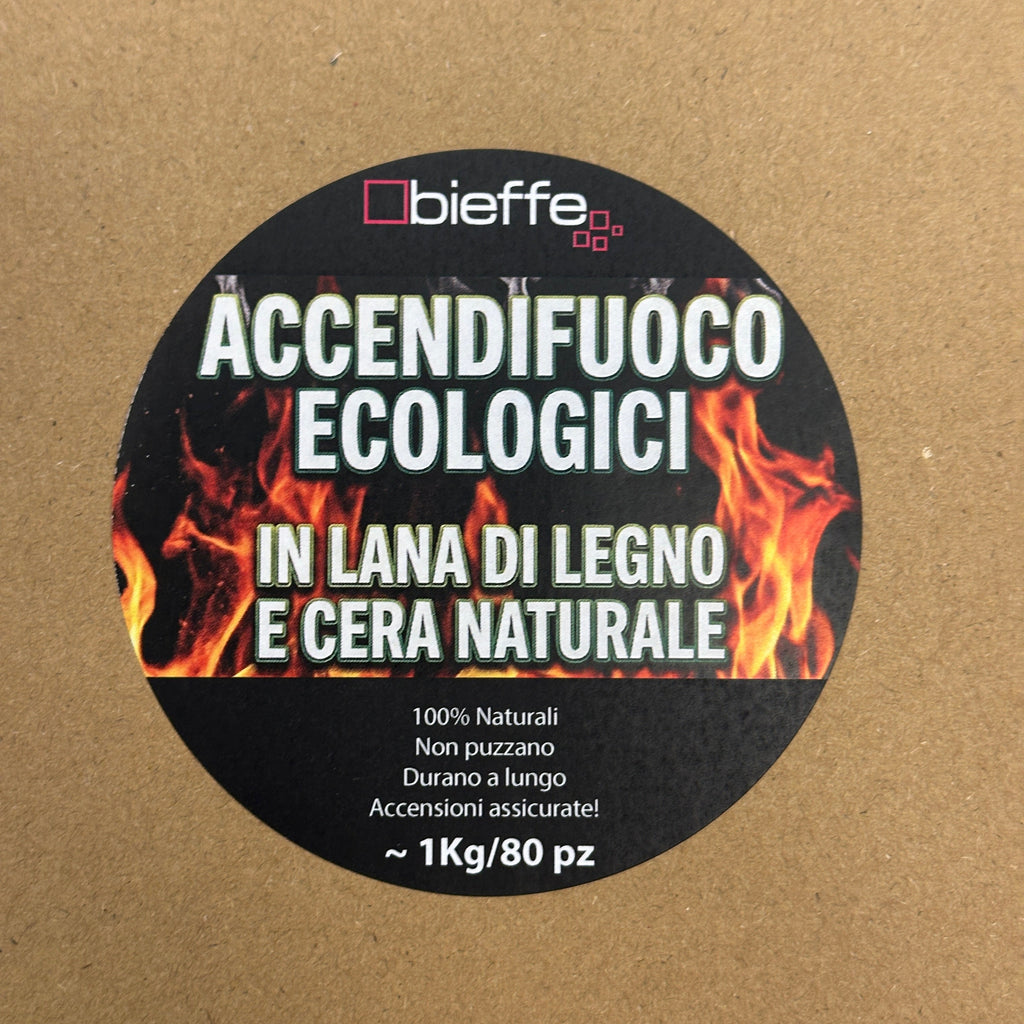 bieffe
ACCENDIFUOCO
ECOLOGICI
IN LANA DI LEGNO
E CERA NATURALE
100% Naturali
Non puzzano
Durano a lungo
Accensioni assicurate!
~ 1Kg/80 pz